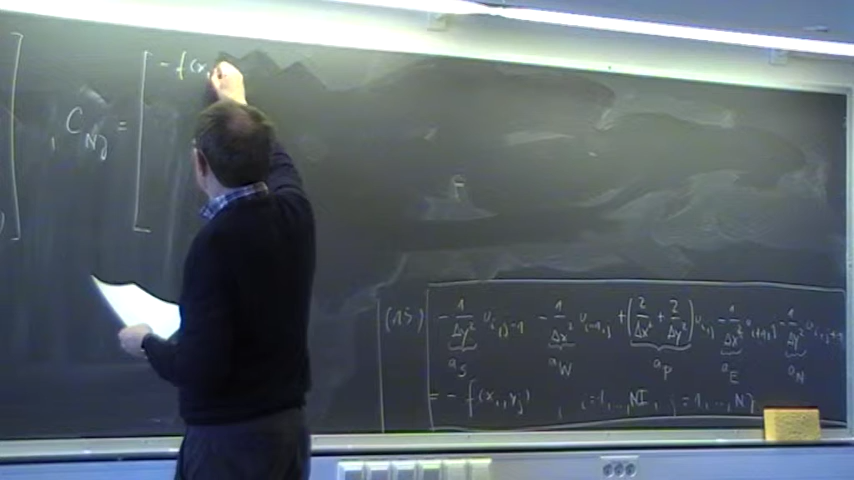 , C_{NJ} = [ - f(x
(15) - 1/Δy² u_{i,j-1} - 1/Δx² u_{i-1,j} + (2/Δx² + 2/Δy²) u_{i,j} - 1/Δx² u_{i+1,j} - 1/Δy² u_{i,j+1}
a_S a_W a_P a_E a_N
= - f(x_i, y_j) , i=1,...,NI, j=1,...,NJ